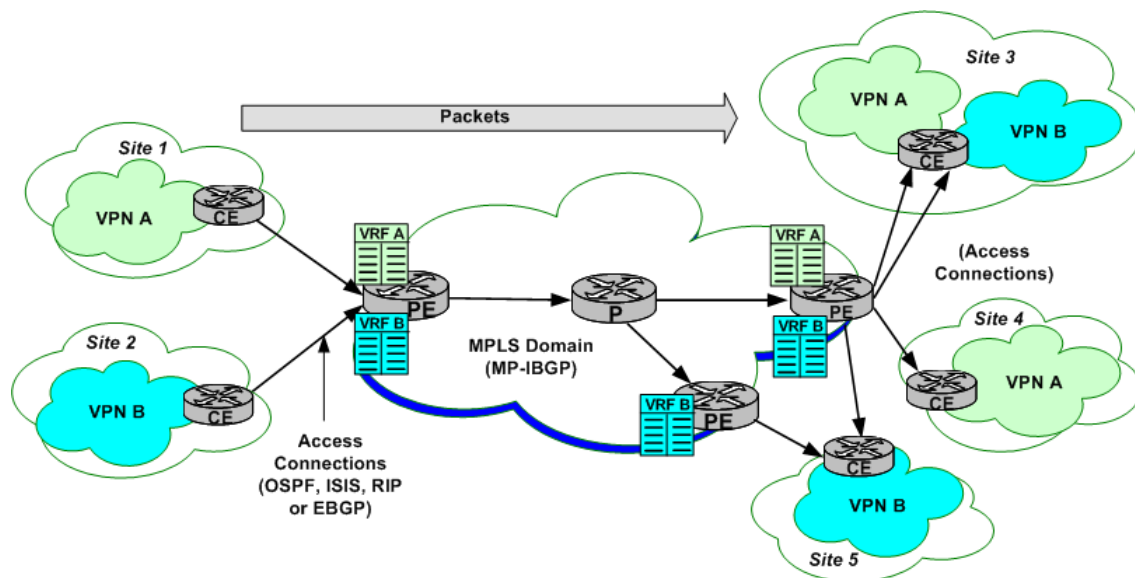 Site 3
VPN A
VPN B
CE
Packets
Site 1
VPN A
CE
VRF A
PE
VRF B
P
MPLS Domain
(MP-IBGP)
VRF A
PE
VRF B
(Access
Connections)
Site 2
VPN B
CE
Access
Connections
(OSPF, ISIS, RIP
or EBGP)
VRF B
PE
Site 4
VPN A
CE
CE
VPN B
Site 5